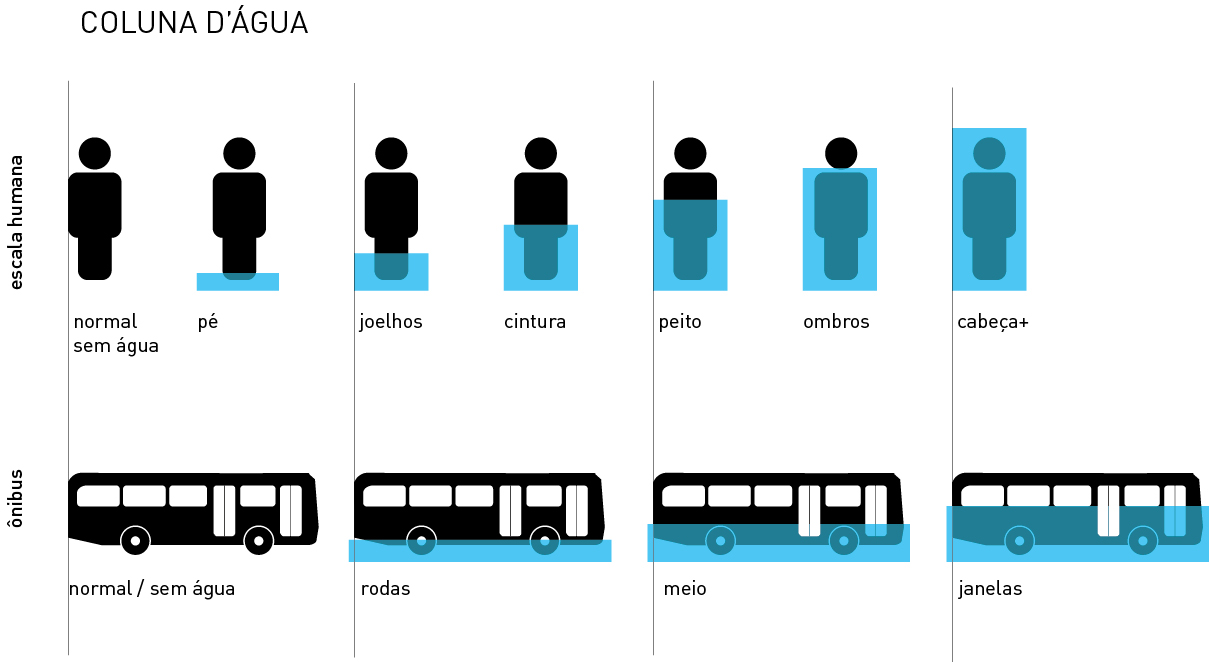 COLUNA D'ÁGUA
escala humana
normal
sem água
pé
joelhos
cintura
peito
ombros
cabeça+
ônibus
normal / sem água
rodas
meio
janelas